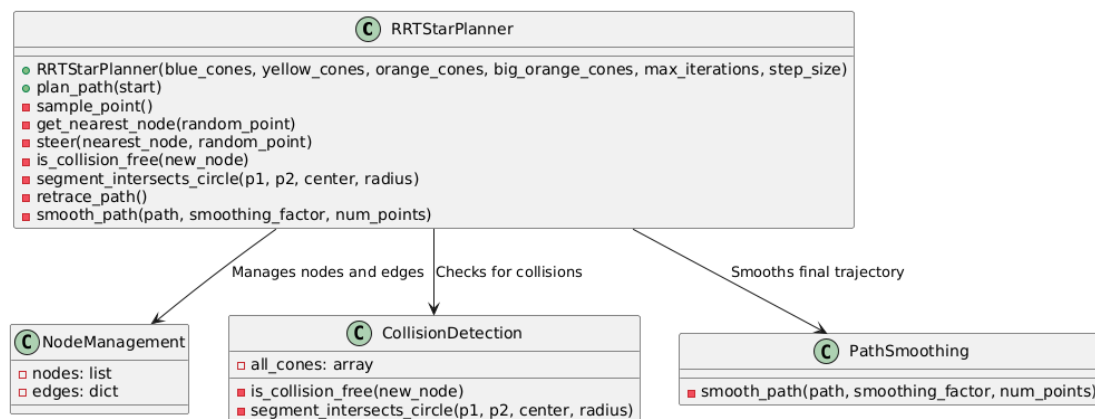 C RRTStarPlanner
RRTStarPlanner(blue_cones, yellow_cones, orange_cones, big_orange_cones, max_iterations, step_size)
plan_path(start)
sample_point()
get_nearest_node(random_point)
steer(nearest_node, random_point)
is_collision_free(new_node)
segment_intersects_circle(p1, p2, center, radius)
retrace_path()
smooth_path(path, smoothing_factor, num_points)
Manages nodes and edges
Checks for collisions
Smooths final trajectory
C NodeManagement
nodes: list
edges: dict
C CollisionDetection
all_cones: array
is_collision_free(new_node)
segment_intersects_circle(p1, p2, center, radius)
C PathSmoothing
smooth_path(path, smoothing_factor, num_points)